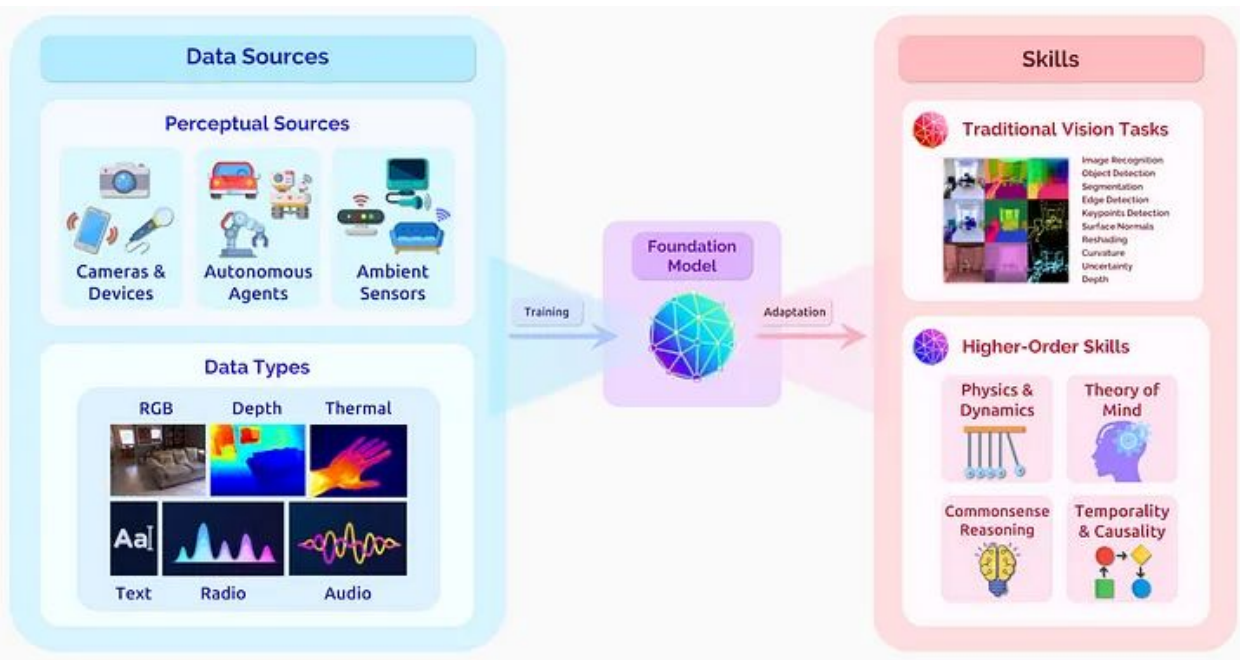 Data Sources
Perceptual Sources
Cameras &
Devices
Autonomous
Agents
Ambient
Sensors
Data Types
RGB
Depth
Thermal
Aa
Text
Radio
Audio
Training
Foundation
Model
Adaptation
Skills
Traditional Vision Tasks
Image Recognition
Object Detection
Segmentation
Edge Detection
Keypoints Detection
Surface Normals
Reshading
Curvature
Uncertainty
Depth
Higher-Order Skills
Physics &
Dynamics
Theory of
Mind
Commonsense
Reasoning
Temporality
& Causality